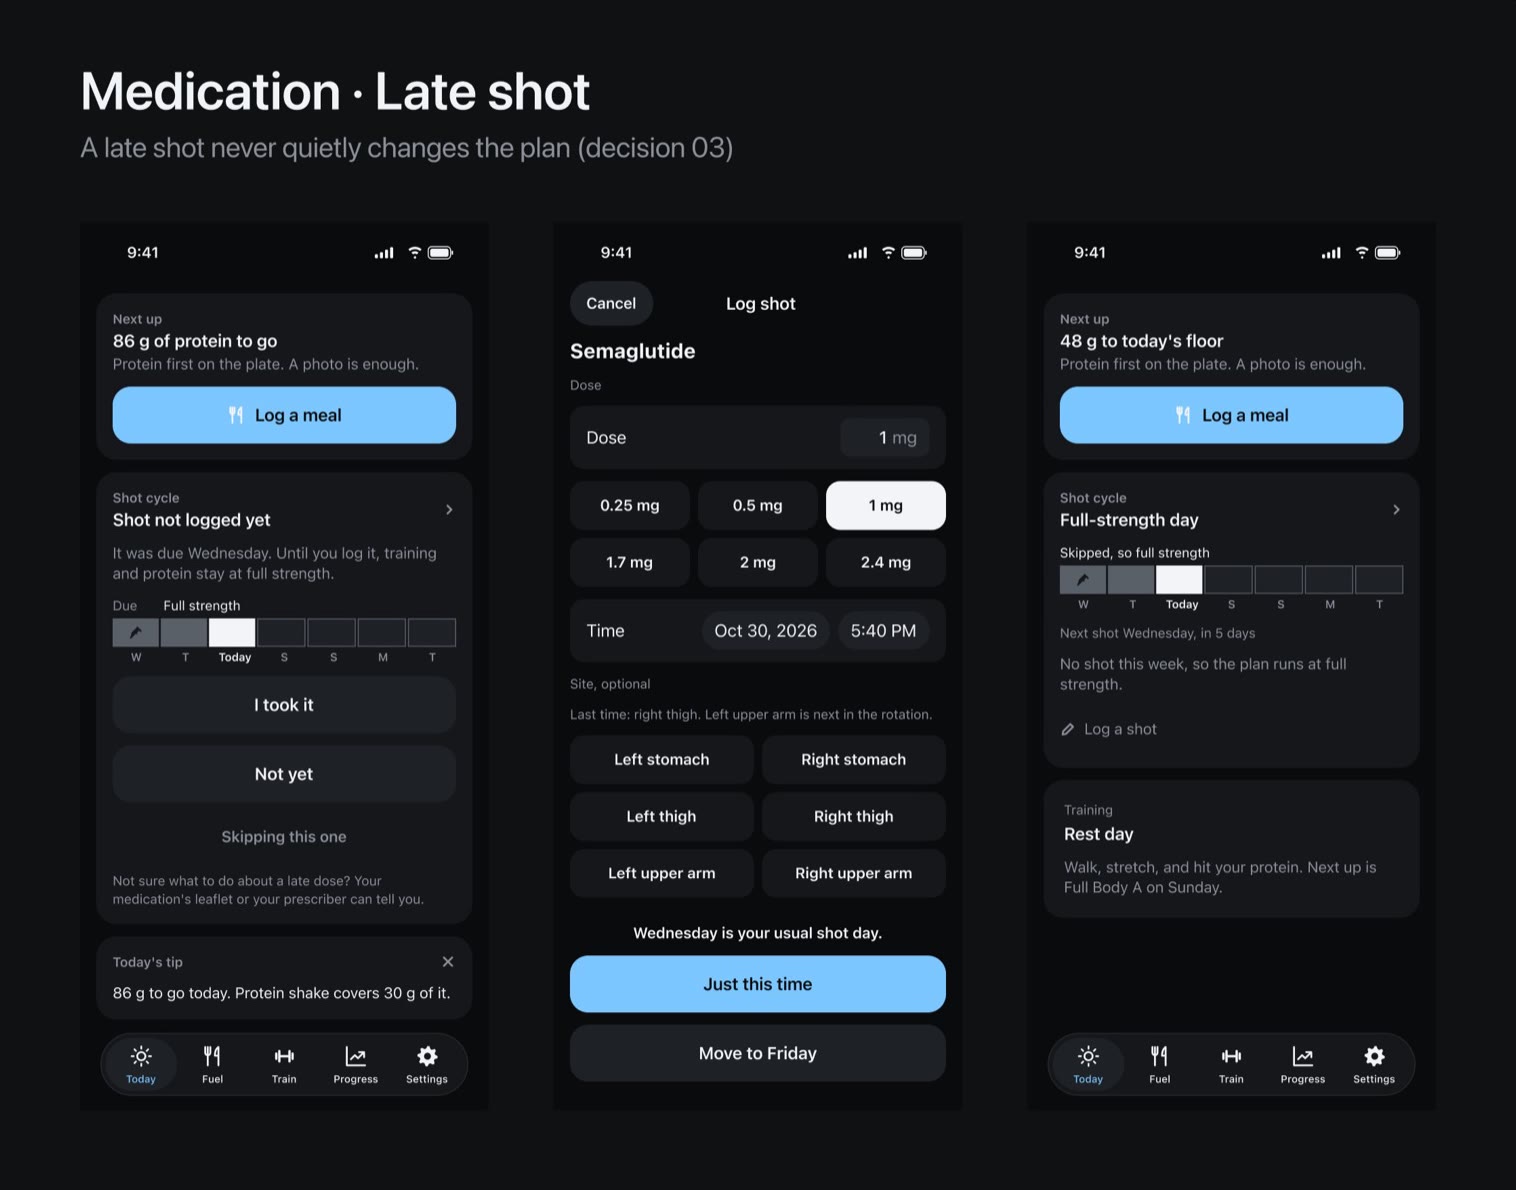 Medication · Late shot
A late shot never quietly changes the plan (decision 03)
9:41
Next up
86 g of protein to go
Protein first on the plate. A photo is enough.
Log a meal
Shot cycle
Shot not logged yet
It was due Wednesday. Until you log it, training
and protein stay at full strength.
Due Full strength
W T Today S S M T
I took it
Not yet
Skipping this one
Not sure what to do about a late dose? Your
medication's leaflet or your prescriber can tell you.
Today's tip
86 g to go today. Protein shake covers 30 g of it.
Today Fuel Train Progress Settings
9:41
Cancel Log shot
Semaglutide
Dose
Dose 1 mg
0.25 mg 0.5 mg 1 mg
1.7 mg 2 mg 2.4 mg
Time Oct 30, 2026 5:40 PM
Site, optional
Last time: right thigh. Left upper arm is next in the rotation.
Left stomach Right stomach
Left thigh Right thigh
Left upper arm Right upper arm
Wednesday is your usual shot day.
Just this time
Move to Friday
9:41
Next up
48 g to today's floor
Protein first on the plate. A photo is enough.
Log a meal
Shot cycle
Full-strength day
Skipped, so full strength
W T Today S S M T
Next shot Wednesday, in 5 days
No shot this week, so the plan runs at full
strength.
Log a shot
Training
Rest day
Walk, stretch, and hit your protein. Next up is
Full Body A on Sunday.
Today Fuel Train Progress Settings